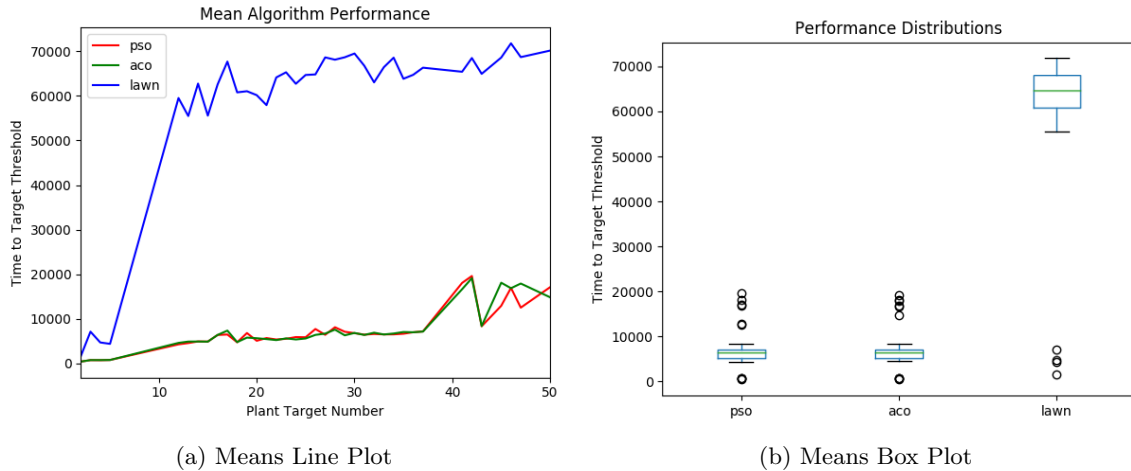 Mean Algorithm Performance
pso
aco
lawn
70000
60000
50000
40000
30000
20000
10000
0
Time to Target Threshold
10
20
30
40
50
Plant Target Number
(a) Means Line Plot
Performance Distributions
70000
60000
50000
40000
30000
20000
10000
0
Time to Target Threshold
pso
aco
lawn
(b) Means Box Plot